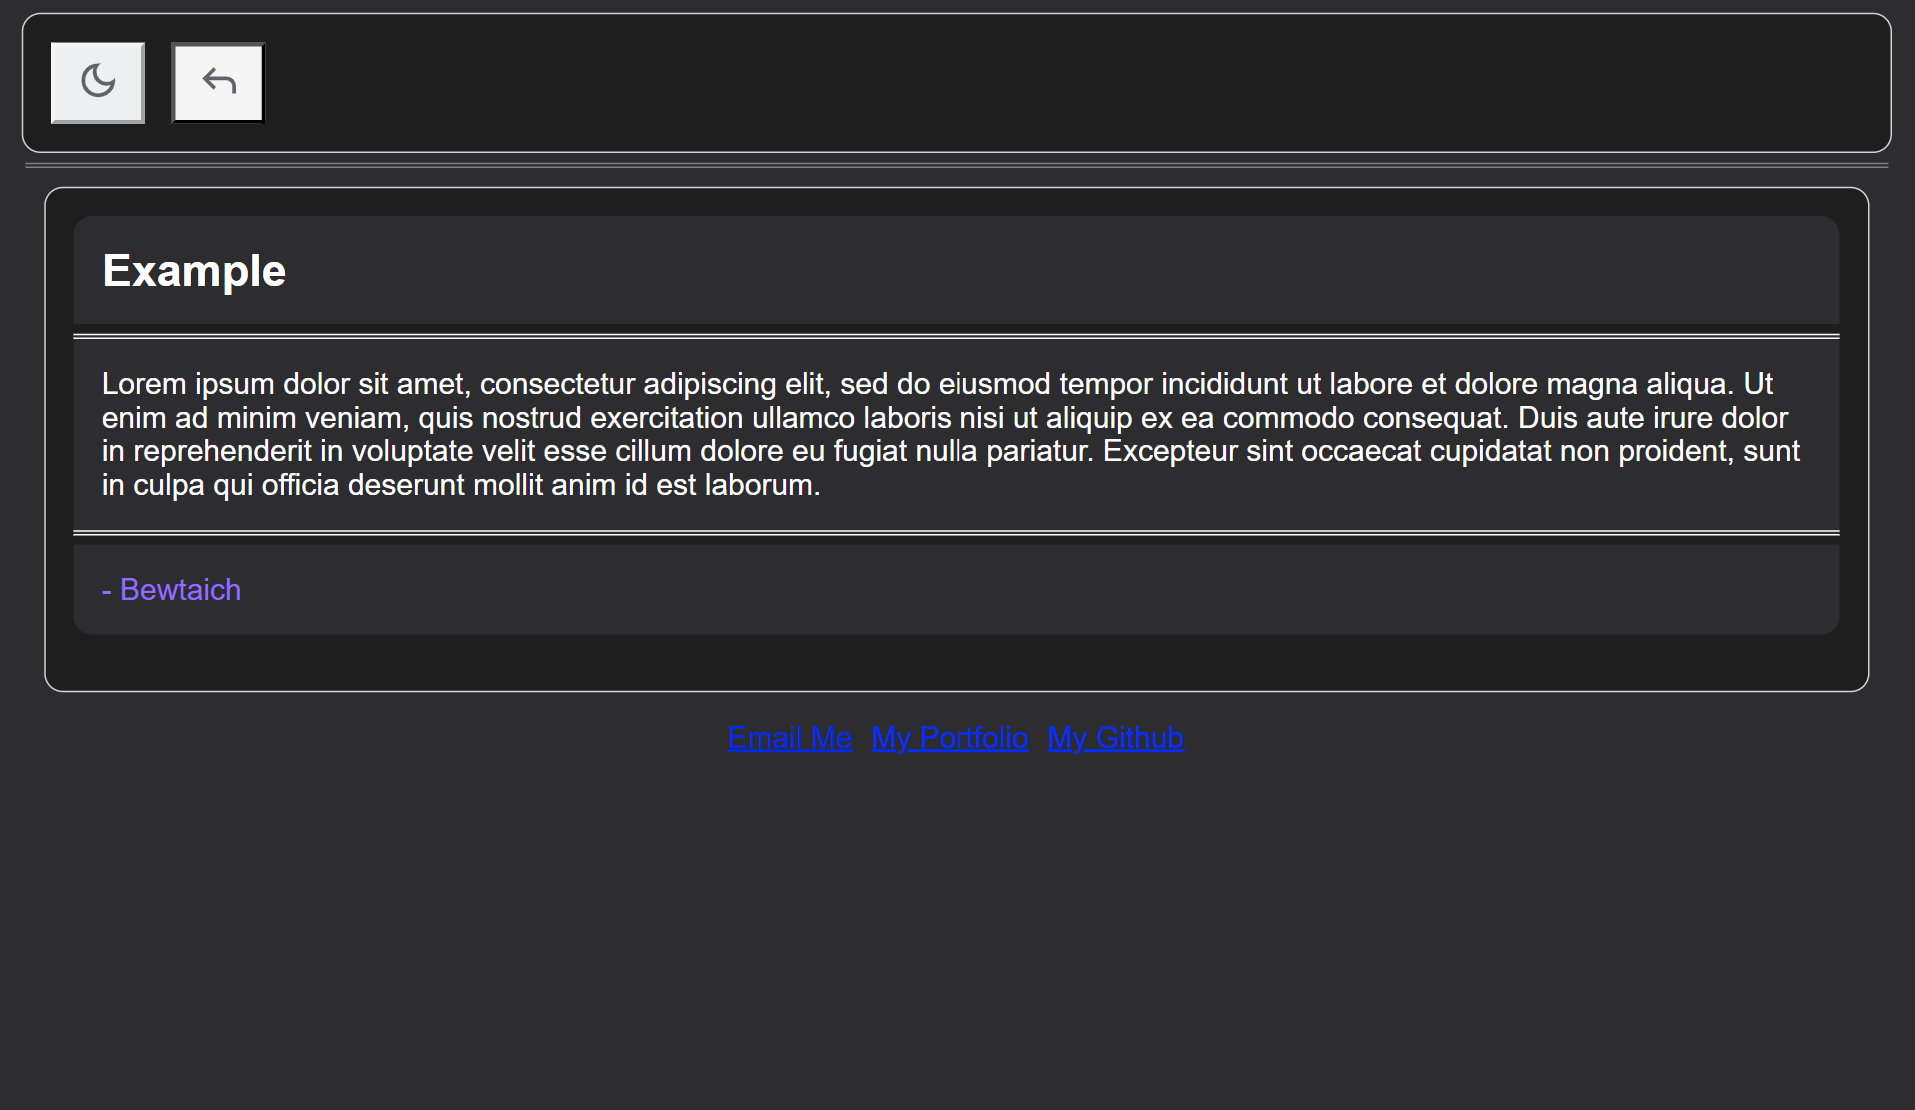 Example
Lorem ipsum dolor sit amet, consectetur adipiscing elit, sed do eiusmod tempor incididunt ut labore et dolore magna aliqua. Ut
enim ad minim veniam, quis nostrud exercitation ullamco laboris nisi ut aliquip ex ea commodo consequat. Duis aute irure dolor
in reprehenderit in voluptate velit esse cillum dolore eu fugiat nulla pariatur. Excepteur sint occaecat cupidatat non proident, sunt
in culpa qui officia deserunt mollit anim id est laborum.
- Bewtaich
Email Me My Portfolio My Github